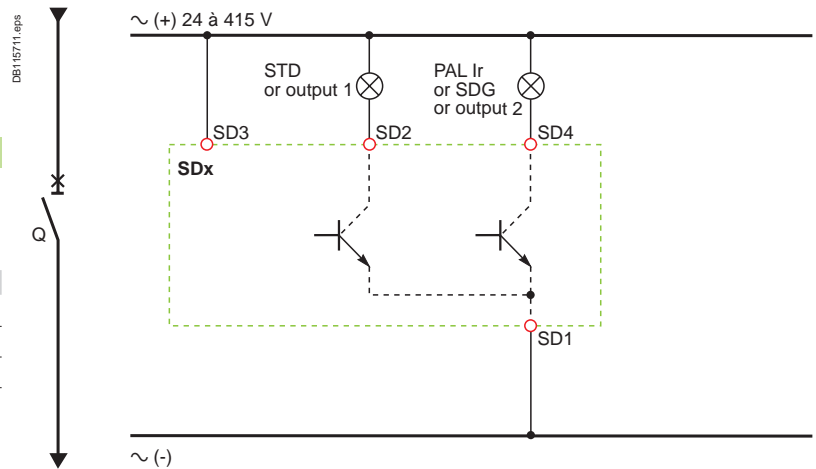 DB115711.eps
∼ (+) 24 à 415 V
STD
or output 1
PAL Ir
or SDG
or output 2
SD3
SD2
SD4
SDx
Q
SD1
∼ (-)